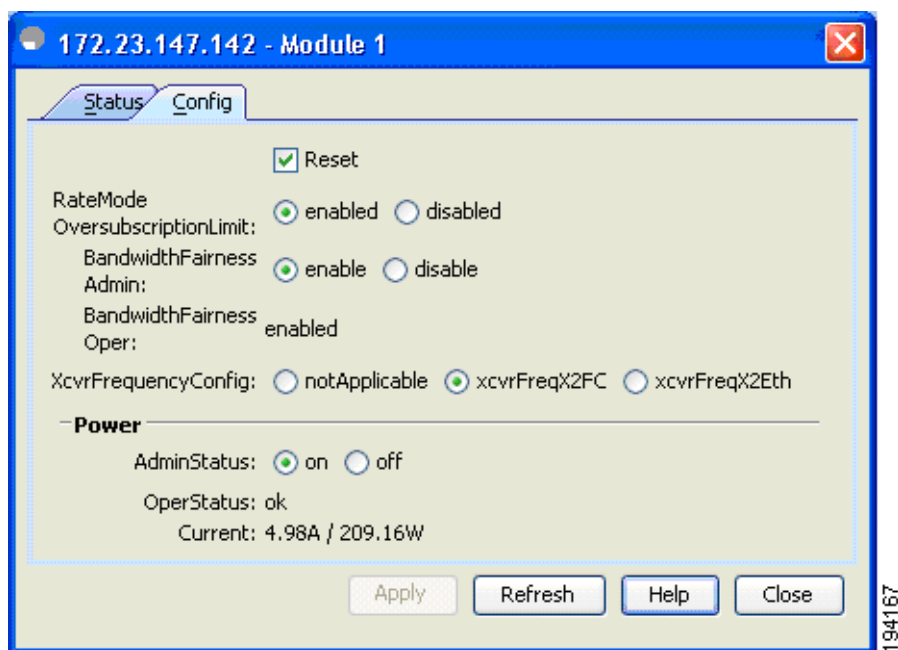 172.23.147.142 - Module 1
Status Config
Reset
RateMode
OversubscriptionLimit: enabled disabled
BandwidthFairness
Admin: enable disable
BandwidthFairness
Oper: enabled
XcvrFrequencyConfig: notApplicable xcvrFreqX2FC xcvrFreqX2Eth
Power
AdminStatus: on off
OperStatus: ok
Current: 4.98A / 209.16W
Apply Refresh Help Close
194167